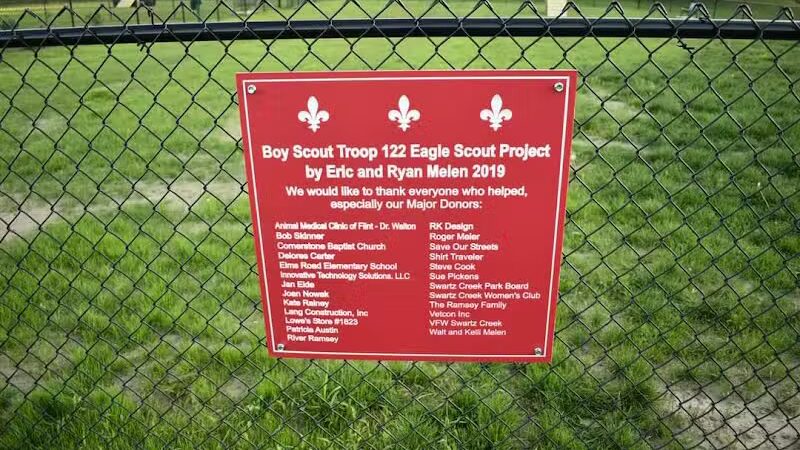 Boy Scout Troop 122 Eagle Scout Project
by Eric and Ryan Melen 2019
We would like to thank everyone who helped,
especially our Major Donors:
Animal Medical Clinic of Flint - Dr. Walton
Bob Skinner
Cornerstone Baptist Church
Delores Carter
Elms Road Elementary School
Innovative Technology Solutions, LLC
Jan Eide
Joan Nowak
Kate Rainey
Lang Construction, Inc
Lowe's Store #1623
Patricia Austin
River Ramsey
RK Design
Roger Meier
Save Our Streets
Shirt Traveler
Steve Cook
Sue Pickens
Swartz Creek Park Board
Swartz Creek Women's Club
The Ramsey Family
Vetcon Inc
VFW Swartz Creek
Walt and Kelli Melen